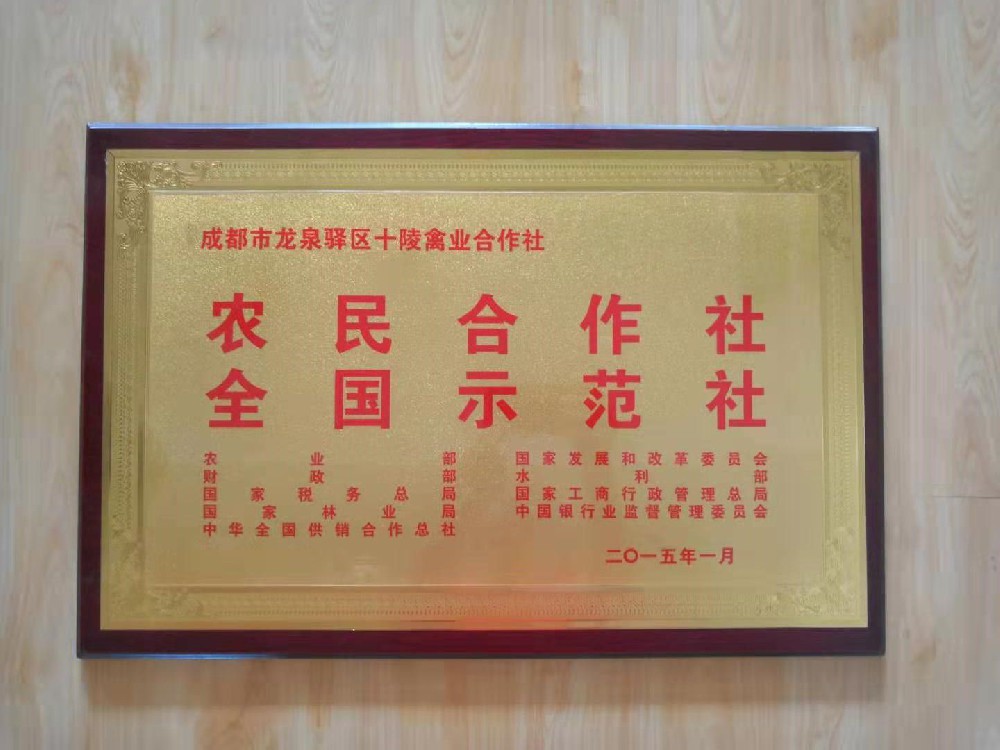 成都市龙泉驿区十陵禽业合作社
农民合作社
全国示范社
农业部 国家发展和改革委员会
财政部 水利部
国家税务总局 国家工商行政管理总局
国家林业局 中国银行业监督管理委员会
中华全国供销合作总社
二〇一五年一月